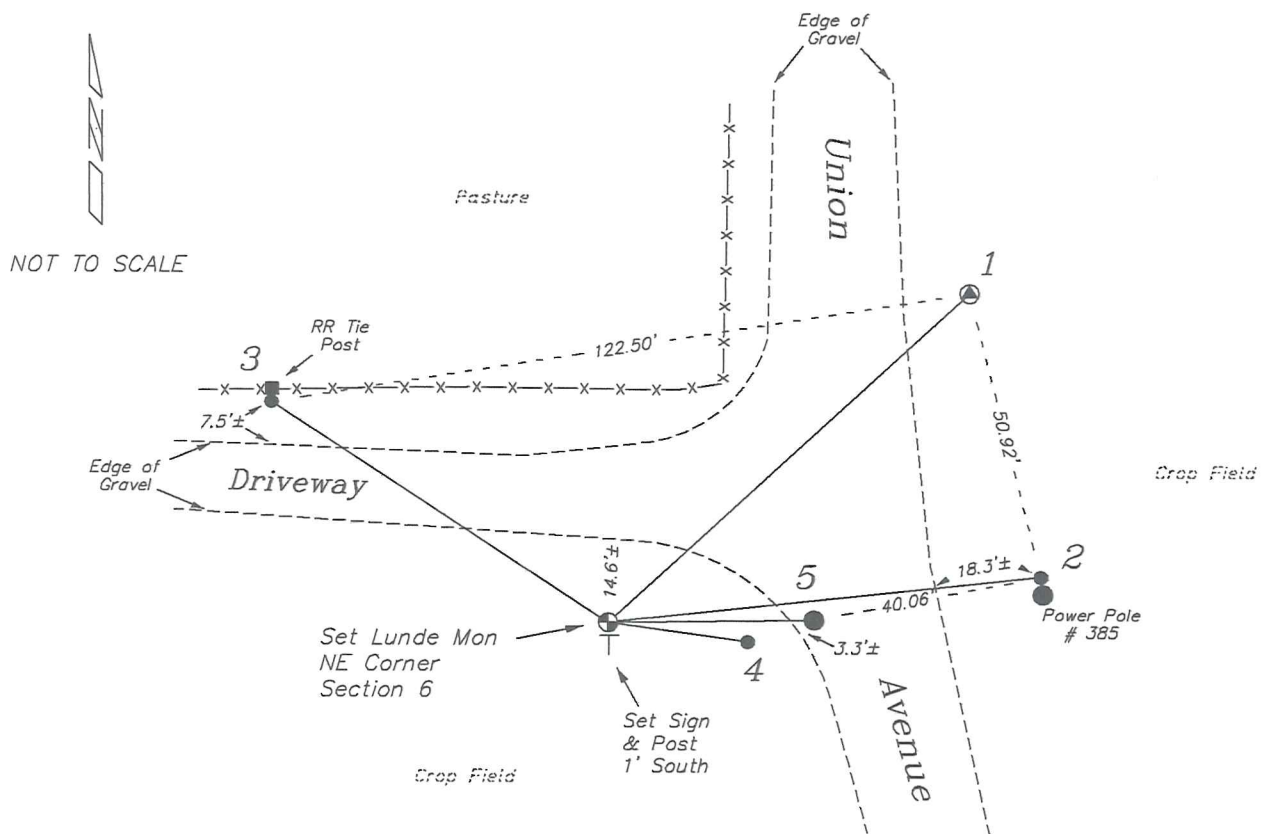 Edge of
Gravel
N
Union
Pasture
NOT TO SCALE
1
RR Tie
Post
3
122.50'
7.5'±
50.92'
Edge of
Gravel
Driveway
Crop Field
14.6'±
5
18.3'±
2
40.06
Power Pole
# 385
Set Lunde Mon
NE Corner
Section 6
3.3'±
4
Avenue
Set Sign
& Post
1' South
Crop Field